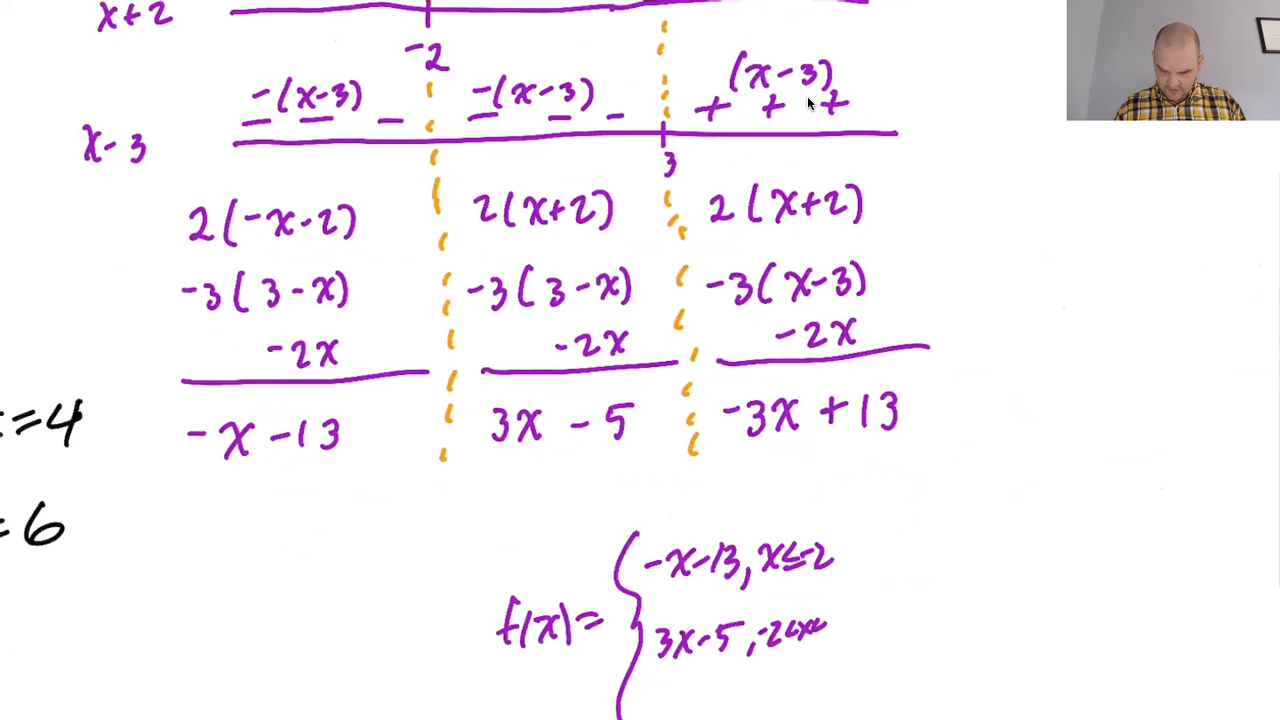 x+2
-2
-(x-3) -(x-3) (x-3)
— — — — — — + + +
x-3
3
2(-x-2) 2(x+2) 2(x+2)
-3(3-x) -3(3-x) -3(x-3)
-2x -2x -2x
:=4 -x-13 3x-5 -3x+13
= 6
-x-13, x≤-2
f(x)= {
3x-5, -2<x<